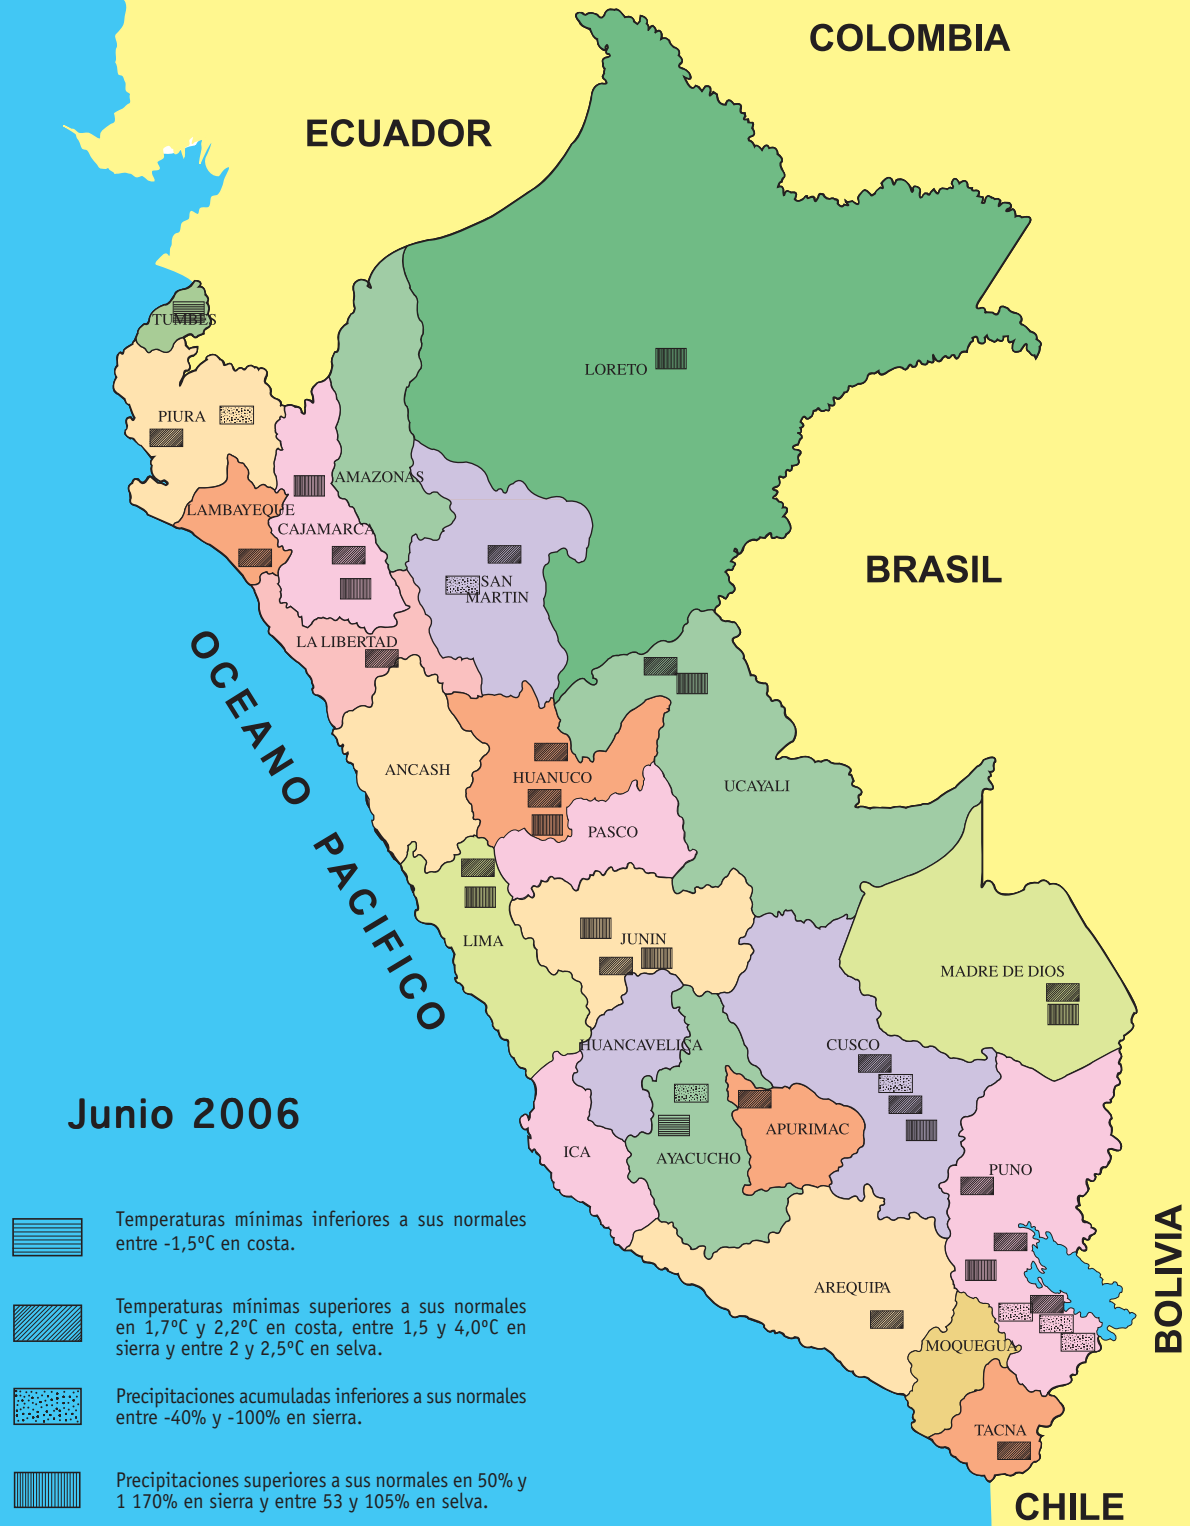 COLOMBIA
ECUADOR
TUMBES
LORETO
PIURA
AMAZONAS
LAMBAYEQUE
CAJAMARCA
BRASIL
SAN
MARTIN
LA LIBERTAD
OCEANO PACIFICO
ANCASH
HUANUCO
UCAYALI
PASCO
LIMA
JUNIN
MADRE DE DIOS
HUANCAVELICA
CUSCO
Junio 2006
ICA
AYACUCHO
APURIMAC
PUNO
BOLIVIA
AREQUIPA
MOQUEGUA
TACNA
CHILE
Temperaturas mínimas inferiores a sus normales
entre -1,5ºC en costa.
Temperaturas mínimas superiores a sus normales
en 1,7ºC y 2,2ºC en costa, entre 1,5 y 4,0ºC en
sierra y entre 2 y 2,5ºC en selva.
Precipitaciones acumuladas inferiores a sus normales
entre -40% y -100% en sierra.
Precipitaciones superiores a sus normales en 50% y
1 170% en sierra y entre 53 y 105% en selva.